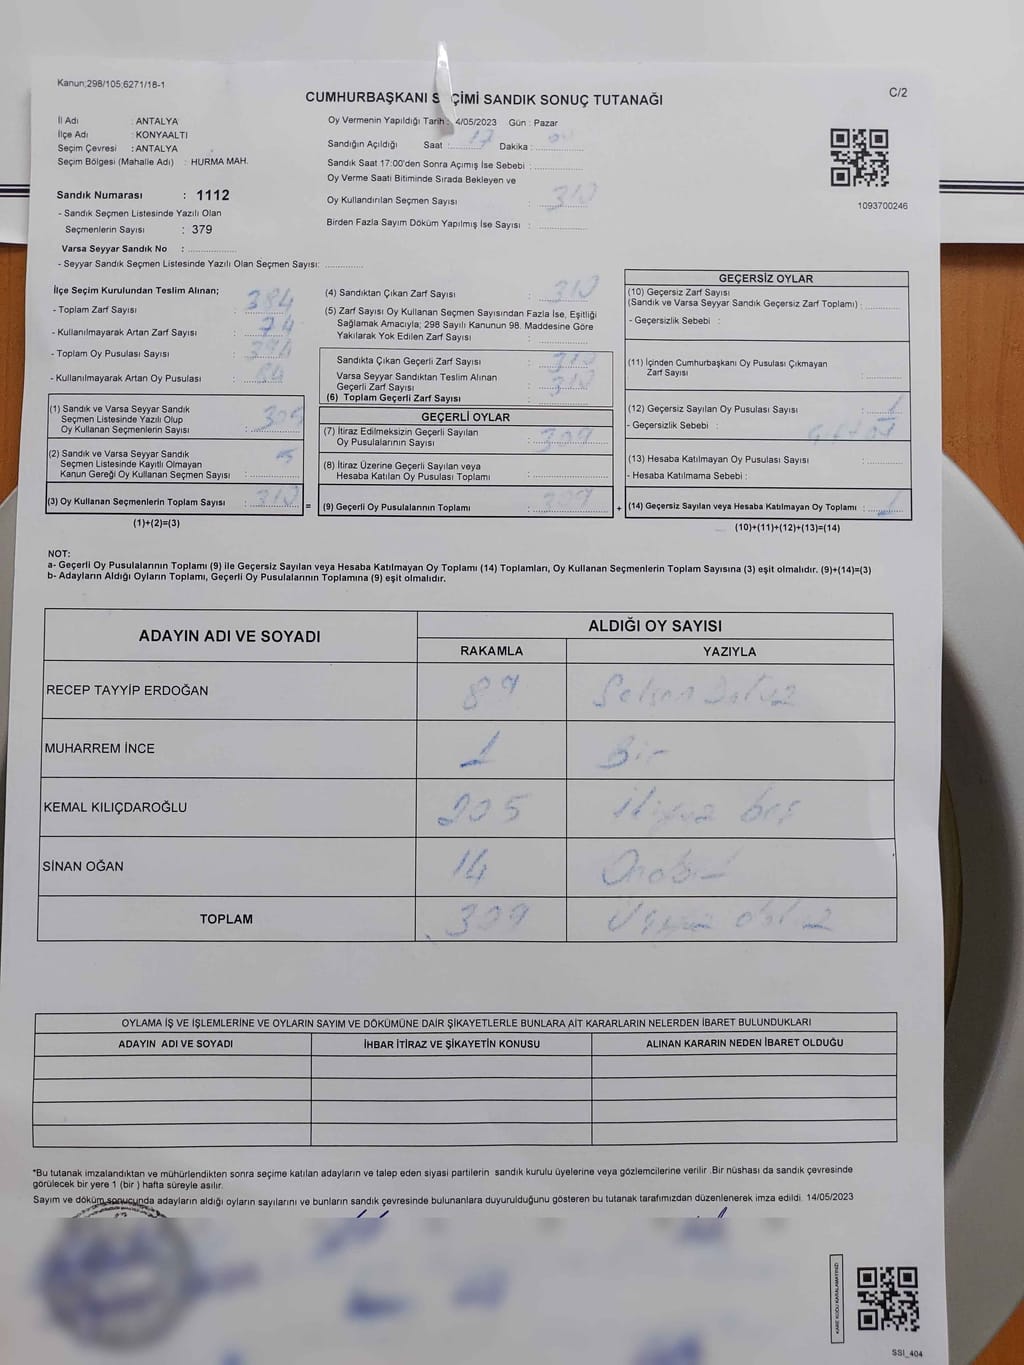 Kanun;298/105;6271/18-1
C/2
CUMHURBAŞKANI SEÇİMİ SANDIK SONUÇ TUTANAĞI
İl Adı : ANTALYA
İlçe Adı : KONYAALTI
Seçim Çevresi : ANTALYA
Seçim Bölgesi (Mahalle Adı) : HURMA MAH.
Sandık Numarası : 1112
- Sandık Seçmen Listesinde Yazılı Olan
Seçmenlerin Sayısı : 379
Varsa Seyyar Sandık No :
- Seyyar Sandık Seçmen Listesinde Yazılı Olan Seçmen Sayısı:
Oy Vermenin Yapıldığı Tarih : 4/05/2023 Gün : Pazar
Sandığın Açıldığı Saat : 17 Dakika :
Sandık Saat 17:00'den Sonra Açımış İse Sebebi :
Oy Verme Saati Bitiminde Sırada Bekleyen ve
Oy Kullandırılan Seçmen Sayısı 310
Birden Fazla Sayım Döküm Yapılmış İse Sayısı :
1093700246
İlçe Seçim Kurulundan Teslim Alınan;
- Toplam Zarf Sayısı : 384
- Kullanılmayarak Artan Zarf Sayısı : 74
- Toplam Oy Pusulası Sayısı : 394
- Kullanılmayarak Artan Oy Pusulası : 84
(1) Sandık ve Varsa Seyyar Sandık
Seçmen Listesinde Yazılı Olup
Oy Kullanan Seçmenlerin Sayısı : 305
(2) Sandık ve Varsa Seyyar Sandık
Seçmen Listesinde Kayıtlı Olmayan
Kanun Gereği Oy Kullanan Seçmen Sayısı : 5
(3) Oy Kullanan Seçmenlerin Toplam Sayısı : 310 =
(1)+(2)=(3)
(4) Sandıktan Çıkan Zarf Sayısı : 310
(5) Zarf Sayısı Oy Kullanan Seçmen Sayısından Fazla İse, Eşitliği
Sağlamak Amacıyla; 298 Sayılı Kanunun 98. Maddesine Göre
Yakılarak Yok Edilen Zarf Sayısı :
Sandıkta Çıkan Geçerli Zarf Sayısı : 310
Varsa Seyyar Sandıktan Teslim Alınan
Geçerli Zarf Sayısı : 310
(6) Toplam Geçerli Zarf Sayısı :
GEÇERLİ OYLAR
(7) İtiraz Edilmeksizin Geçerli Sayılan
Oy Pusulalarının Sayısı : 309
(8) İtiraz Üzerine Geçerli Sayılan veya
Hesaba Katılan Oy Pusulası Toplamı :
(9) Geçerli Oy Pusulalarının Toplamı : 309 +
GEÇERSİZ OYLAR
(10) Geçersiz Zarf Sayısı
(Sandık ve Varsa Seyyar Sandık Geçersiz Zarf Toplamı) :
- Geçersizlik Sebebi :
(11) İçinden Cumhurbaşkanı Oy Pusulası Çıkmayan
Zarf Sayısı :
(12) Geçersiz Sayılan Oy Pusulası Sayısı : 1
- Geçersizlik Sebebi :
(13) Hesaba Katılmayan Oy Pusulası Sayısı :
- Hesaba Katılmama Sebebi :
(14) Geçersiz Sayılan veya Hesaba Katılmayan Oy Toplamı : 1
(10)+(11)+(12)+(13)=(14)
NOT:
a- Geçerli Oy Pusulalarının Toplamı (9) ile Geçersiz Sayılan veya Hesaba Katılmayan Oy Toplamı (14) Toplamları, Oy Kullanan Seçmenlerin Toplam Sayısına (3) eşit olmalıdır. (9)+(14)=(3)
b- Adayların Aldığı Oyların Toplamı, Geçerli Oy Pusulalarının Toplamına (9) eşit olmalıdır.
ADAYIN ADI VE SOYADI ALDIĞI OY SAYISI
RAKAMLA YAZIYLA
RECEP TAYYİP ERDOĞAN 89 Seksen Dokuz
MUHARREM İNCE 1 Bir
KEMAL KILIÇDAROĞLU 205 ikiyüz beş
SİNAN OĞAN 14
TOPLAM 309 Üçyüz dokuz
OYLAMA İŞ VE İŞLEMLERİNE VE OYLARIN SAYIM VE DÖKÜMÜNE DAİR ŞİKAYETLERLE BUNLARA AİT KARARLARIN NELERDEN İBARET BULUNDUKLARI
ADAYIN ADI VE SOYADI İHBAR İTİRAZ VE ŞİKAYETİN KONUSU ALINAN KARARIN NEDEN İBARET OLDUĞU
*Bu tutanak imzalandıktan ve mühürlendikten sonra seçime katılan adayların ve talep eden siyasi partilerin sandık kurulu üyelerine veya gözlemcilerine verilir .Bir nüshası da sandık çevresinde
görülecek bir yere 1 (bir ) hafta süreyle asılır.
Sayım ve döküm sonucunda adayların aldığı oyların sayılarını ve bunların sandık çevresinde bulunanlara duyurulduğunu gösteren bu tutanak tarafımızdan düzenlenerek imza edildi. 14/05/2023
KARE KODU KARALAMAYINIZ!
SSI_404